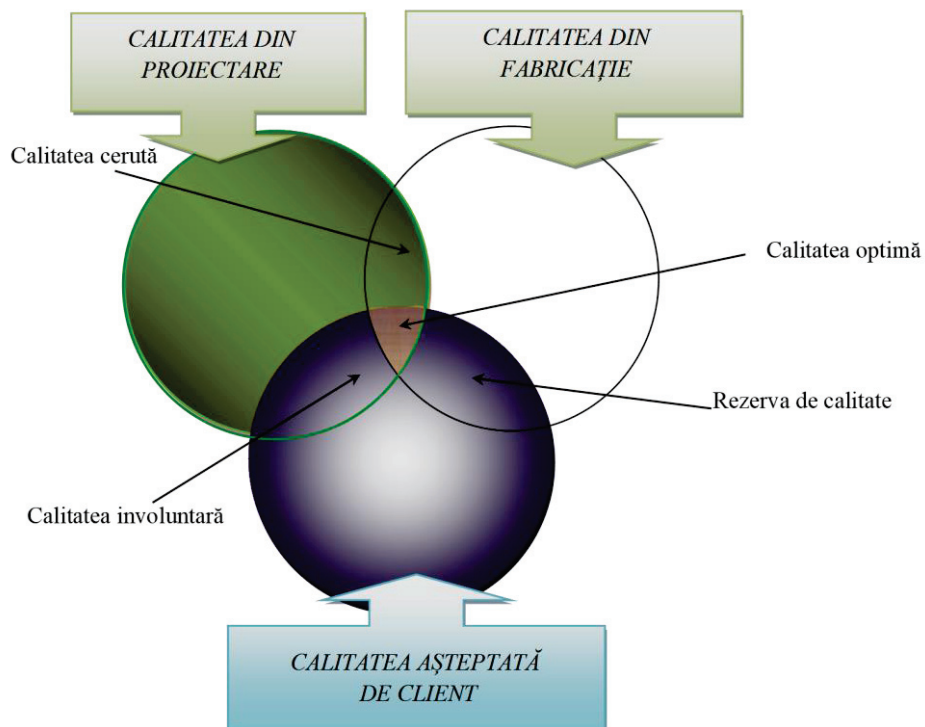 CALITATEA DIN
PROIECTARE
CALITATEA DIN
FABRICAȚIE
Calitatea cerută
Calitatea optimă
Rezerva de calitate
Calitatea involuntară
CALITATEA AȘTEPTATĂ
DE CLIENT